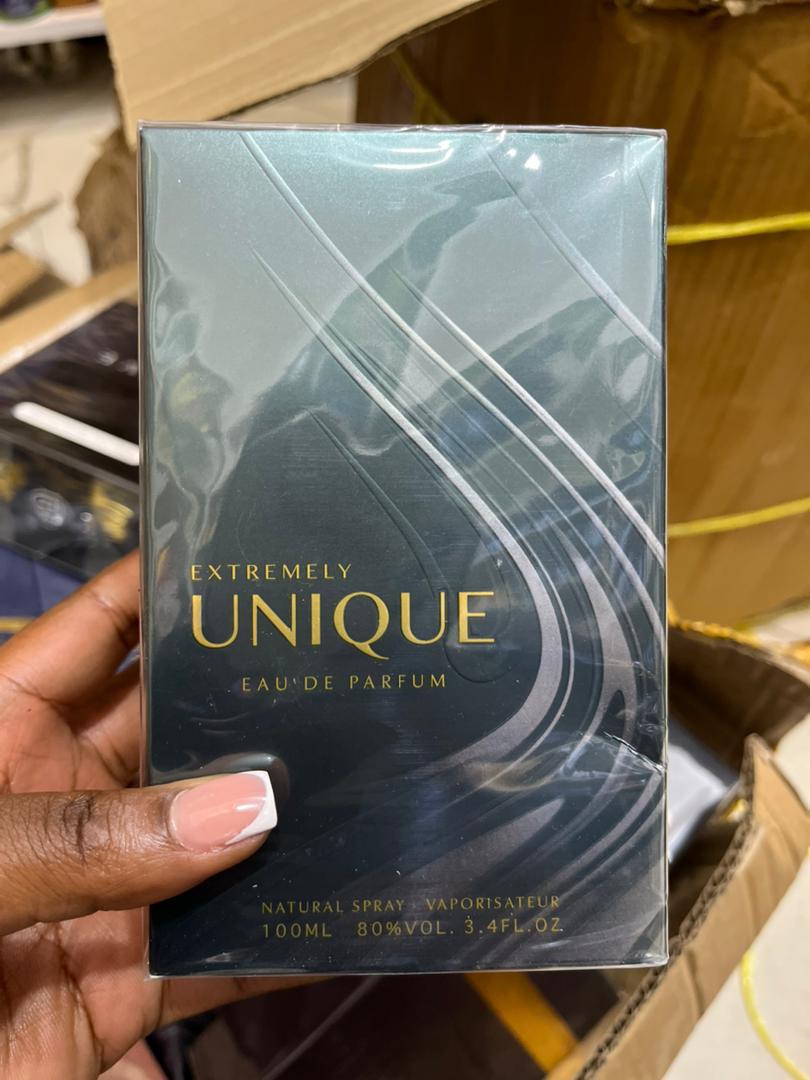 EXTREMELY
UNIQUE
EAU DE PARFUM
NATURAL SPRAY - VAPORISATEUR
100ML 80%VOL. 3.4FL.OZ